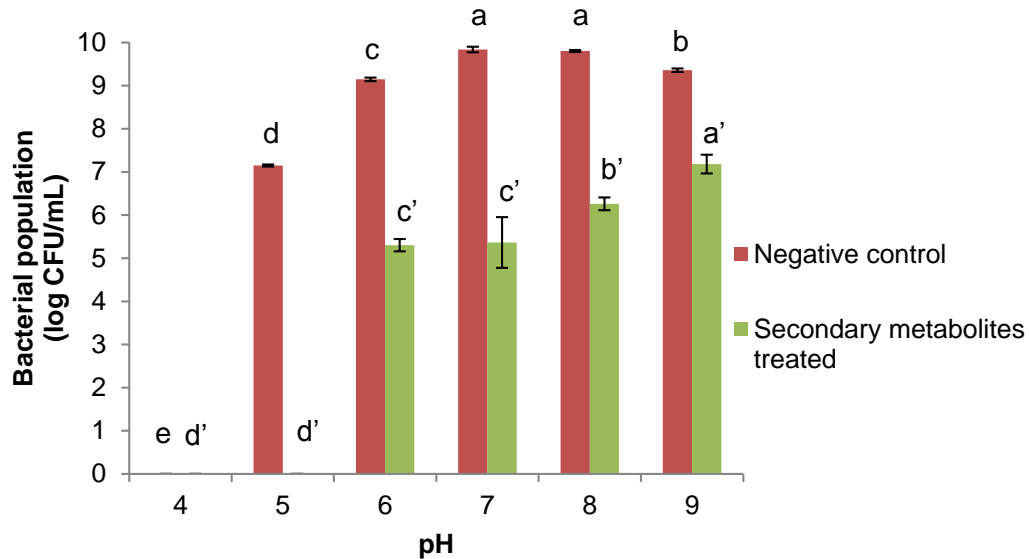 Bacterial population
(log CFU/mL)
10
9
8
7
6
5
4
3
2
1
0
e
d’
d
d’
c
c’
a
c’
a
b’
b
a’
4
5
6
7
8
9
pH
Negative control
Secondary metabolites
treated